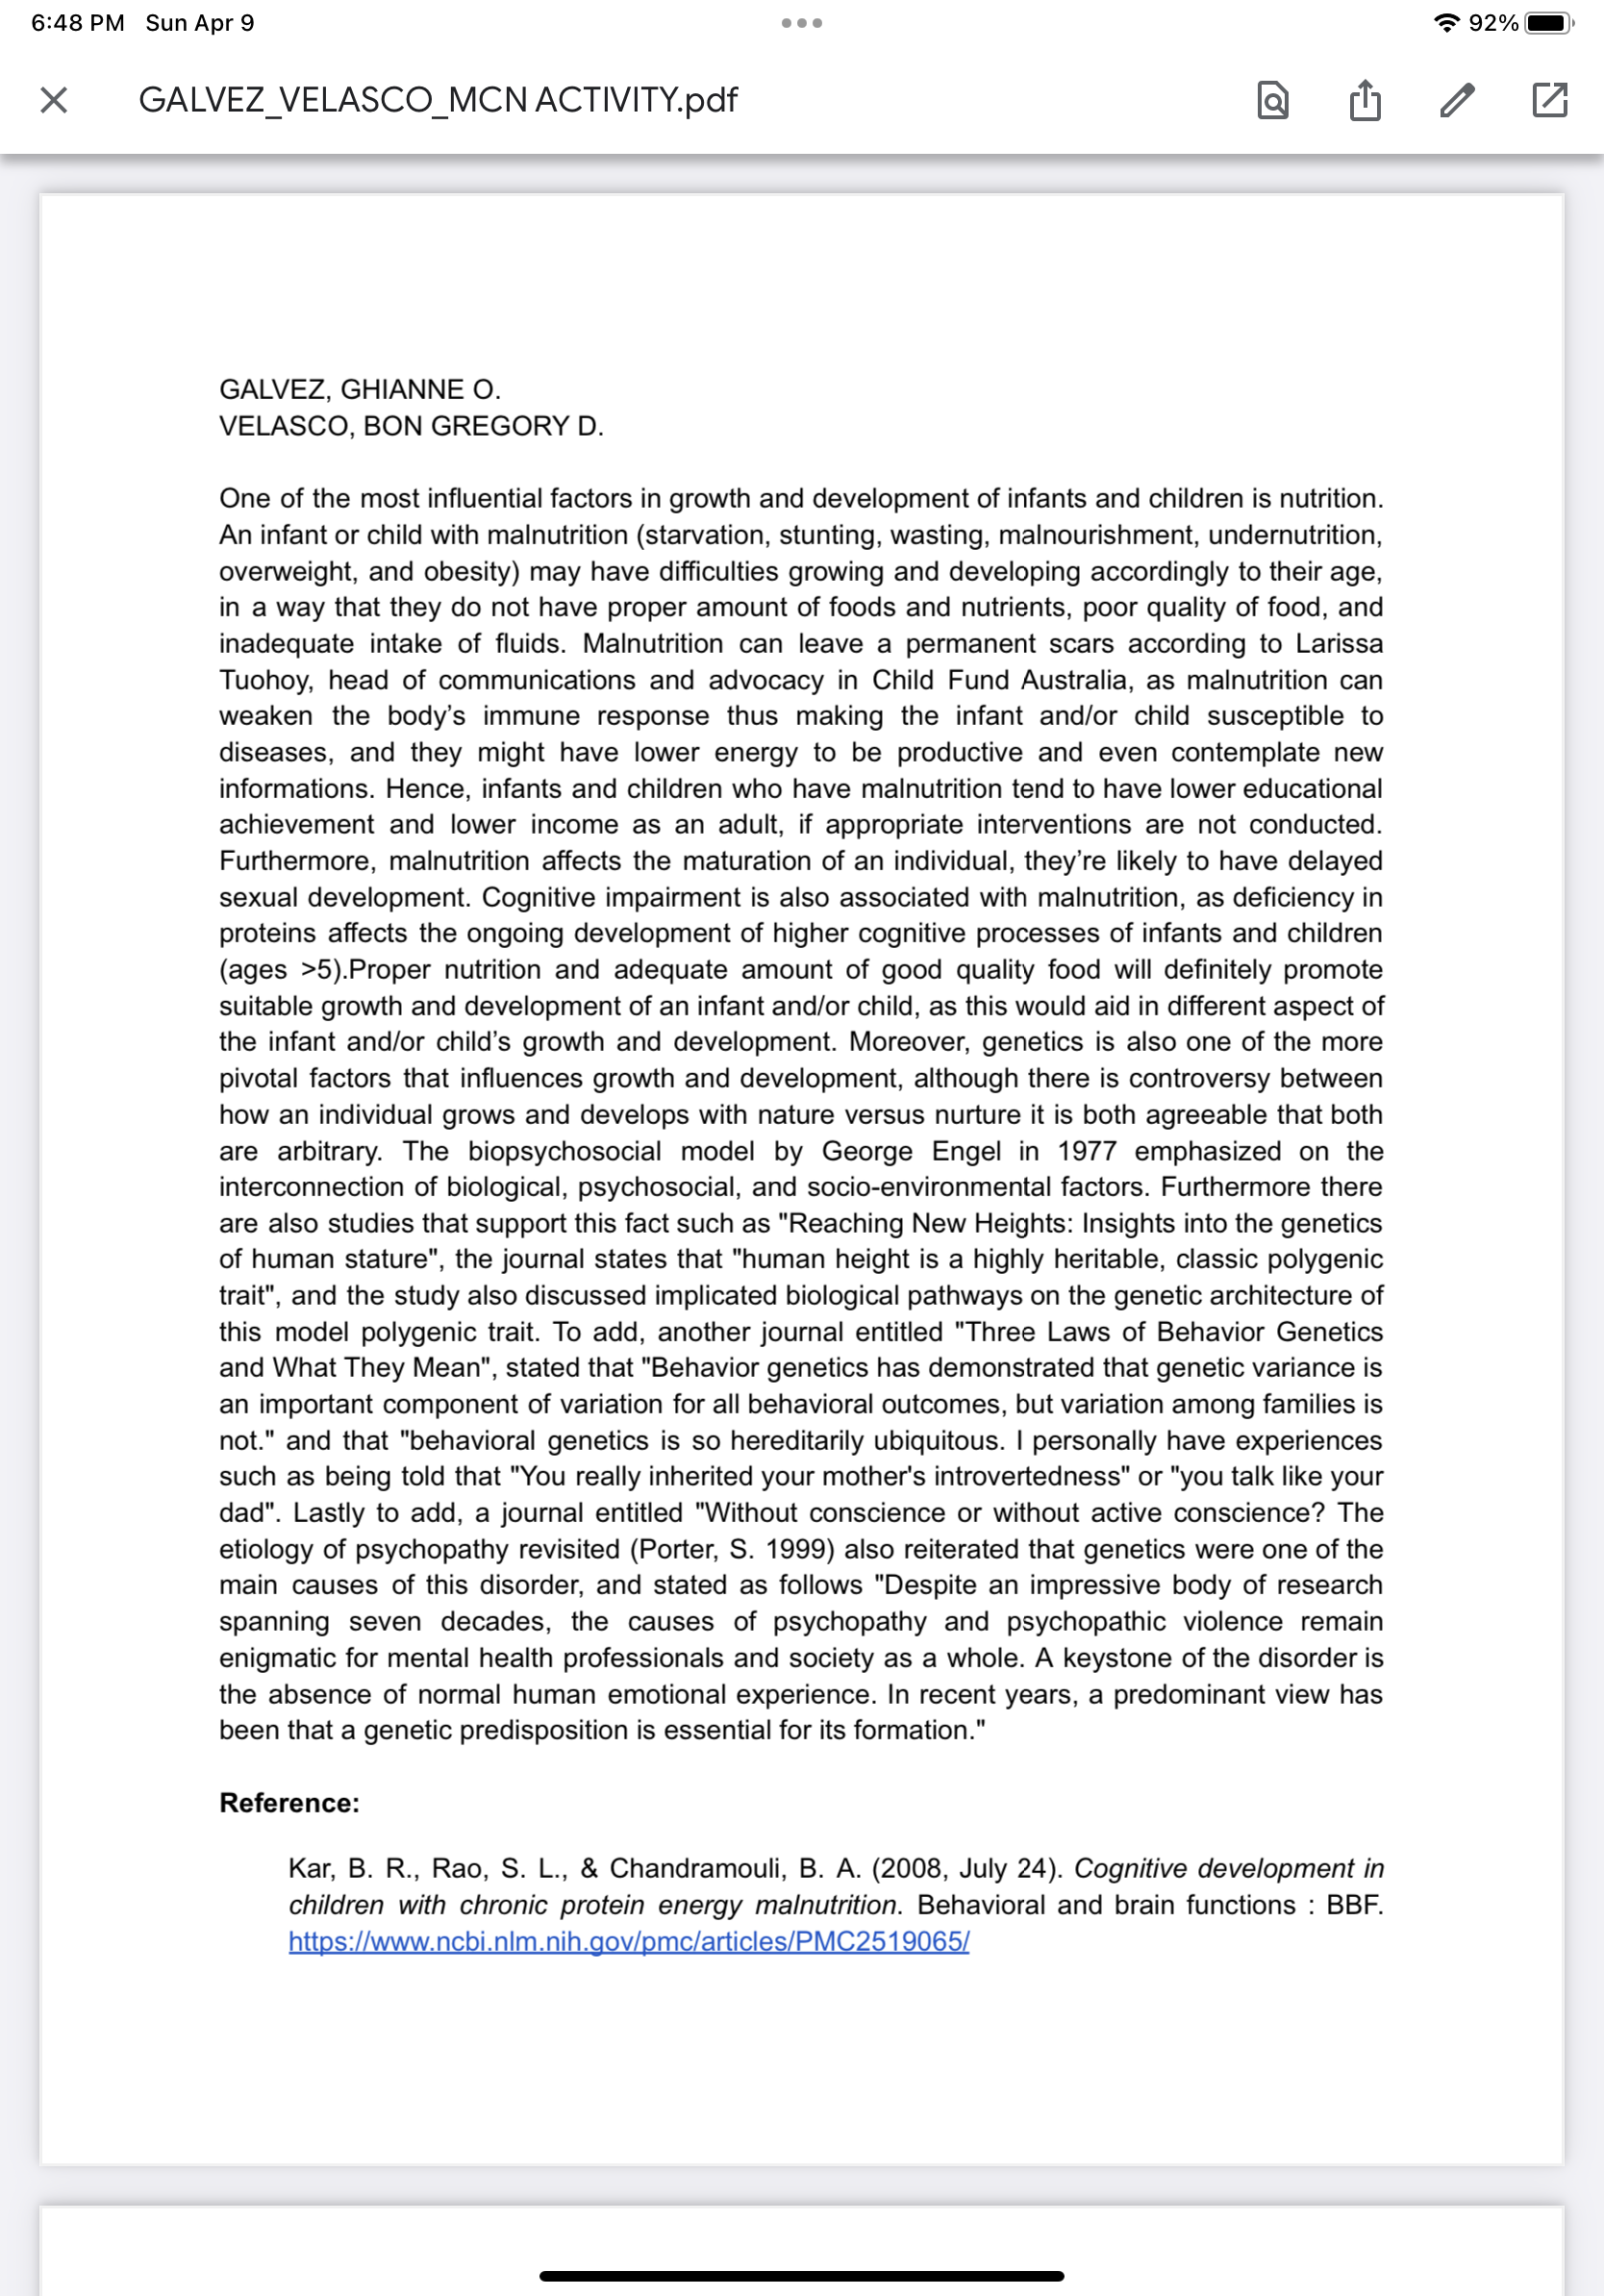 6:48 PM Sun Apr 9
92%
GALVEZ_VELASCO_MCN ACTIVITY.pdf
GALVEZ, GHIANNE O.
VELASCO, BON GREGORY D.
One of the most influential factors in growth and development of infants and children is nutrition.
An infant or child with malnutrition (starvation, stunting, wasting, malnourishment, undernutrition,
overweight, and obesity) may have difficulties growing and developing accordingly to their age,
in a way that they do not have proper amount of foods and nutrients, poor quality of food, and
inadequate intake of fluids. Malnutrition can leave a permanent scars according to Larissa
Tuohoy, head of communications and advocacy in Child Fund Australia, as malnutrition can
weaken the body’s immune response thus making the infant and/or child susceptible to
diseases, and they might have lower energy to be productive and even contemplate new
informations. Hence, infants and children who have malnutrition tend to have lower educational
achievement and lower income as an adult, if appropriate interventions are not conducted.
Furthermore, malnutrition affects the maturation of an individual, they’re likely to have delayed
sexual development. Cognitive impairment is also associated with malnutrition, as deficiency in
proteins affects the ongoing development of higher cognitive processes of infants and children
(ages >5).Proper nutrition and adequate amount of good quality food will definitely promote
suitable growth and development of an infant and/or child, as this would aid in different aspect of
the infant and/or child’s growth and development. Moreover, genetics is also one of the more
pivotal factors that influences growth and development, although there is controversy between
how an individual grows and develops with nature versus nurture it is both agreeable that both
are arbitrary. The biopsychosocial model by George Engel in 1977 emphasized on the
interconnection of biological, psychosocial, and socio-environmental factors. Furthermore there
are also studies that support this fact such as "Reaching New Heights: Insights into the genetics
of human stature", the journal states that "human height is a highly heritable, classic polygenic
trait", and the study also discussed implicated biological pathways on the genetic architecture of
this model polygenic trait. To add, another journal entitled "Three Laws of Behavior Genetics
and What They Mean", stated that "Behavior genetics has demonstrated that genetic variance is
an important component of variation for all behavioral outcomes, but variation among families is
not." and that "behavioral genetics is so hereditarily ubiquitous. I personally have experiences
such as being told that "You really inherited your mother's introvertedness" or "you talk like your
dad". Lastly to add, a journal entitled "Without conscience or without active conscience? The
etiology of psychopathy revisited (Porter, S. 1999) also reiterated that genetics were one of the
main causes of this disorder, and stated as follows "Despite an impressive body of research
spanning seven decades, the causes of psychopathy and psychopathic violence remain
enigmatic for mental health professionals and society as a whole. A keystone of the disorder is
the absence of normal human emotional experience. In recent years, a predominant view has
been that a genetic predisposition is essential for its formation."
Reference:
Kar, B. R., Rao, S. L., & Chandramouli, B. A. (2008, July 24). Cognitive development in
children with chronic protein energy malnutrition. Behavioral and brain functions : BBF.
https://www.ncbi.nlm.nih.gov/pmc/articles/PMC2519065/